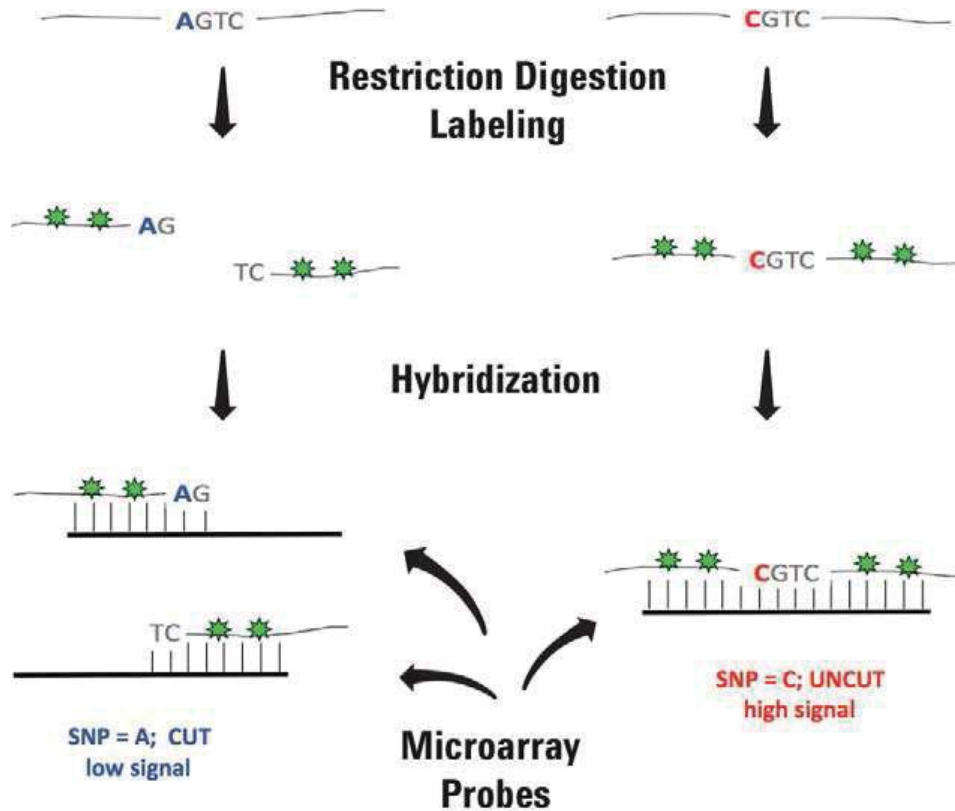 AGTC
CGTC
Restriction Digestion
Labeling
AG
TC
CGTC
Hybridization
AG
CGTC
TC
SNP = A; CUT
low signal
Microarray
Probes
SNP = C; UNCUT
high signal